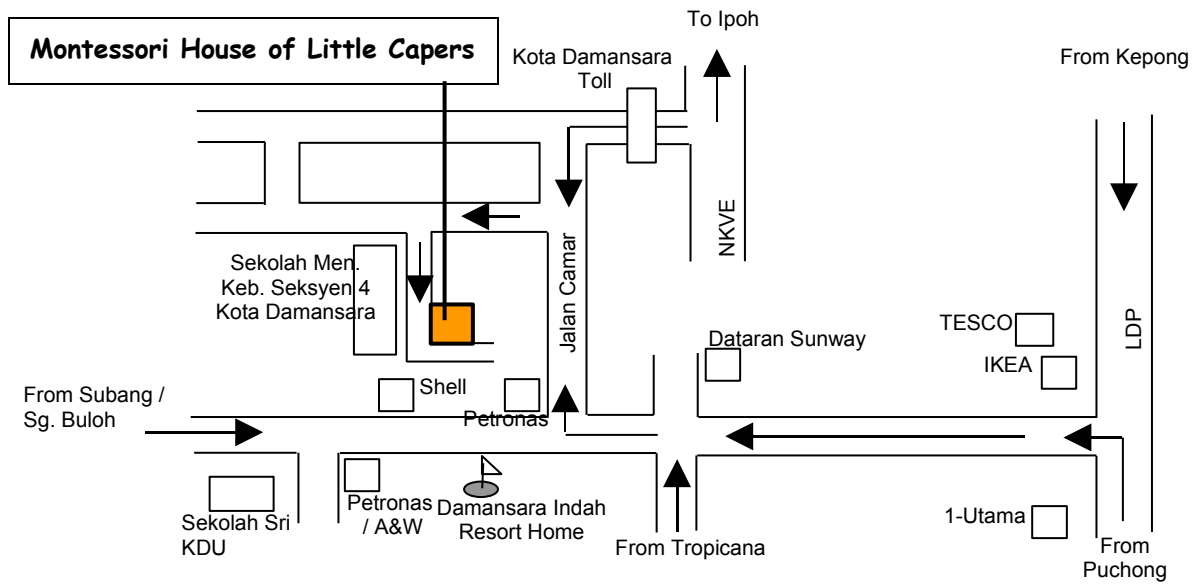 To Ipoh
Montessori House of Little Capers
Kota Damansara
Toll
From Kepong
NKVE
Sekolah Men.
Keb. Seksyen 4
Kota Damansara
Jalan Camar
Dataran Sunway
TESCO
IKEA
LDP
From Subang /
Sg. Buloh
Shell
Petronas
Sekolah Sri
KDU
Petronas
/ A&W
Damansara Indah
Resort Home
From Tropicana
1-Utama
From
Puchong